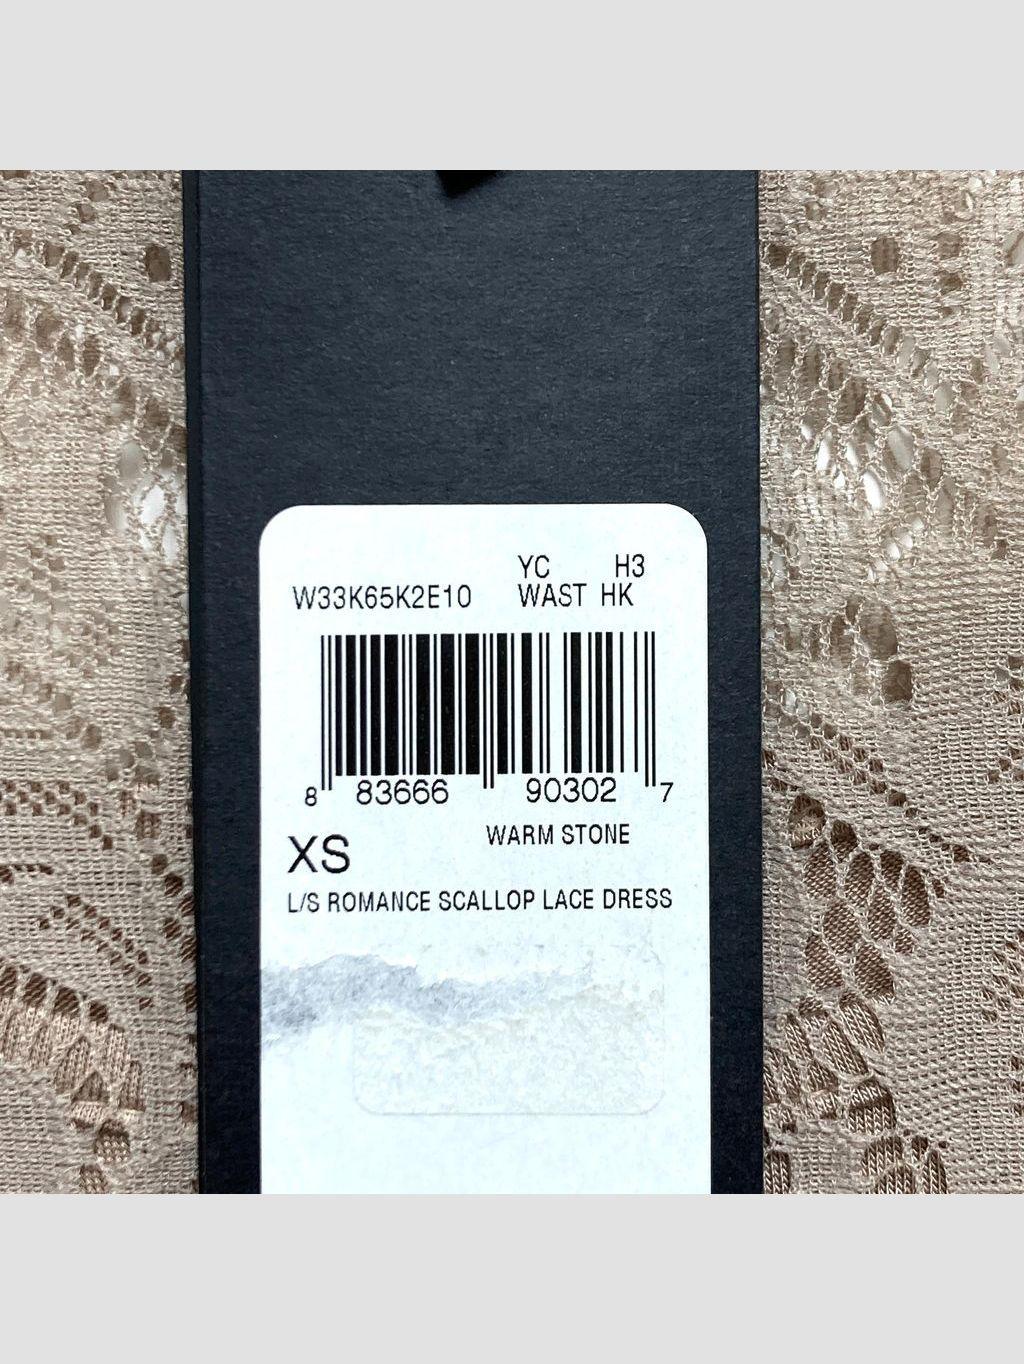 YC H3
W33K65K2E10 WAST HK
8 83666 90302 7
WARM STONE
XS
L/S ROMANCE SCALLOP LACE DRESS